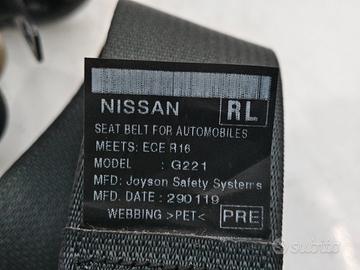 NISSAN RL
SEAT BELT FOR AUTOMOBILES
MEETS: ECE R16
MODEL : G221
MFD: Joyson Safety Systems
MFD. DATE : 290119
WEBBING >PET< PRE
subito